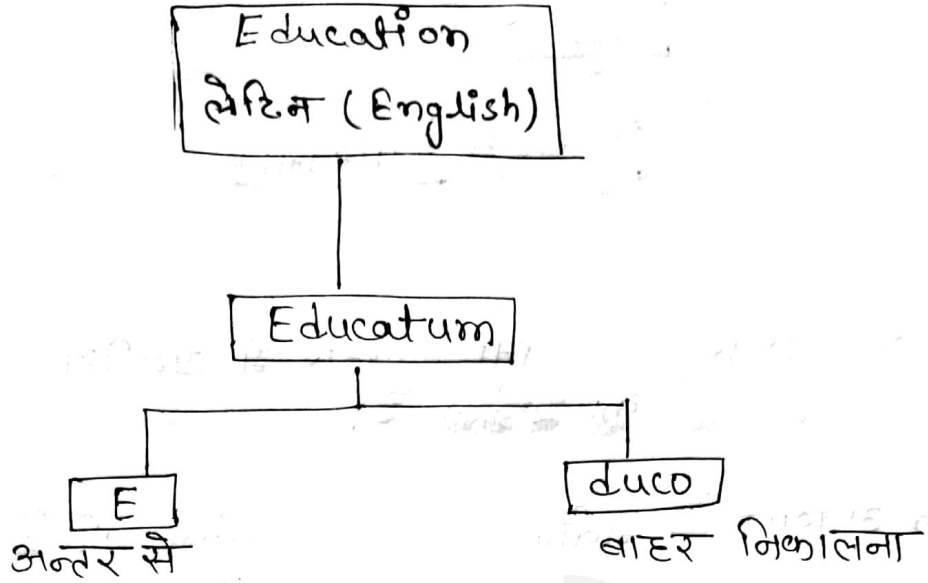 Education
लेटिन (English)
Educatum
E
duco
अन्तर से
बाहर निकालना